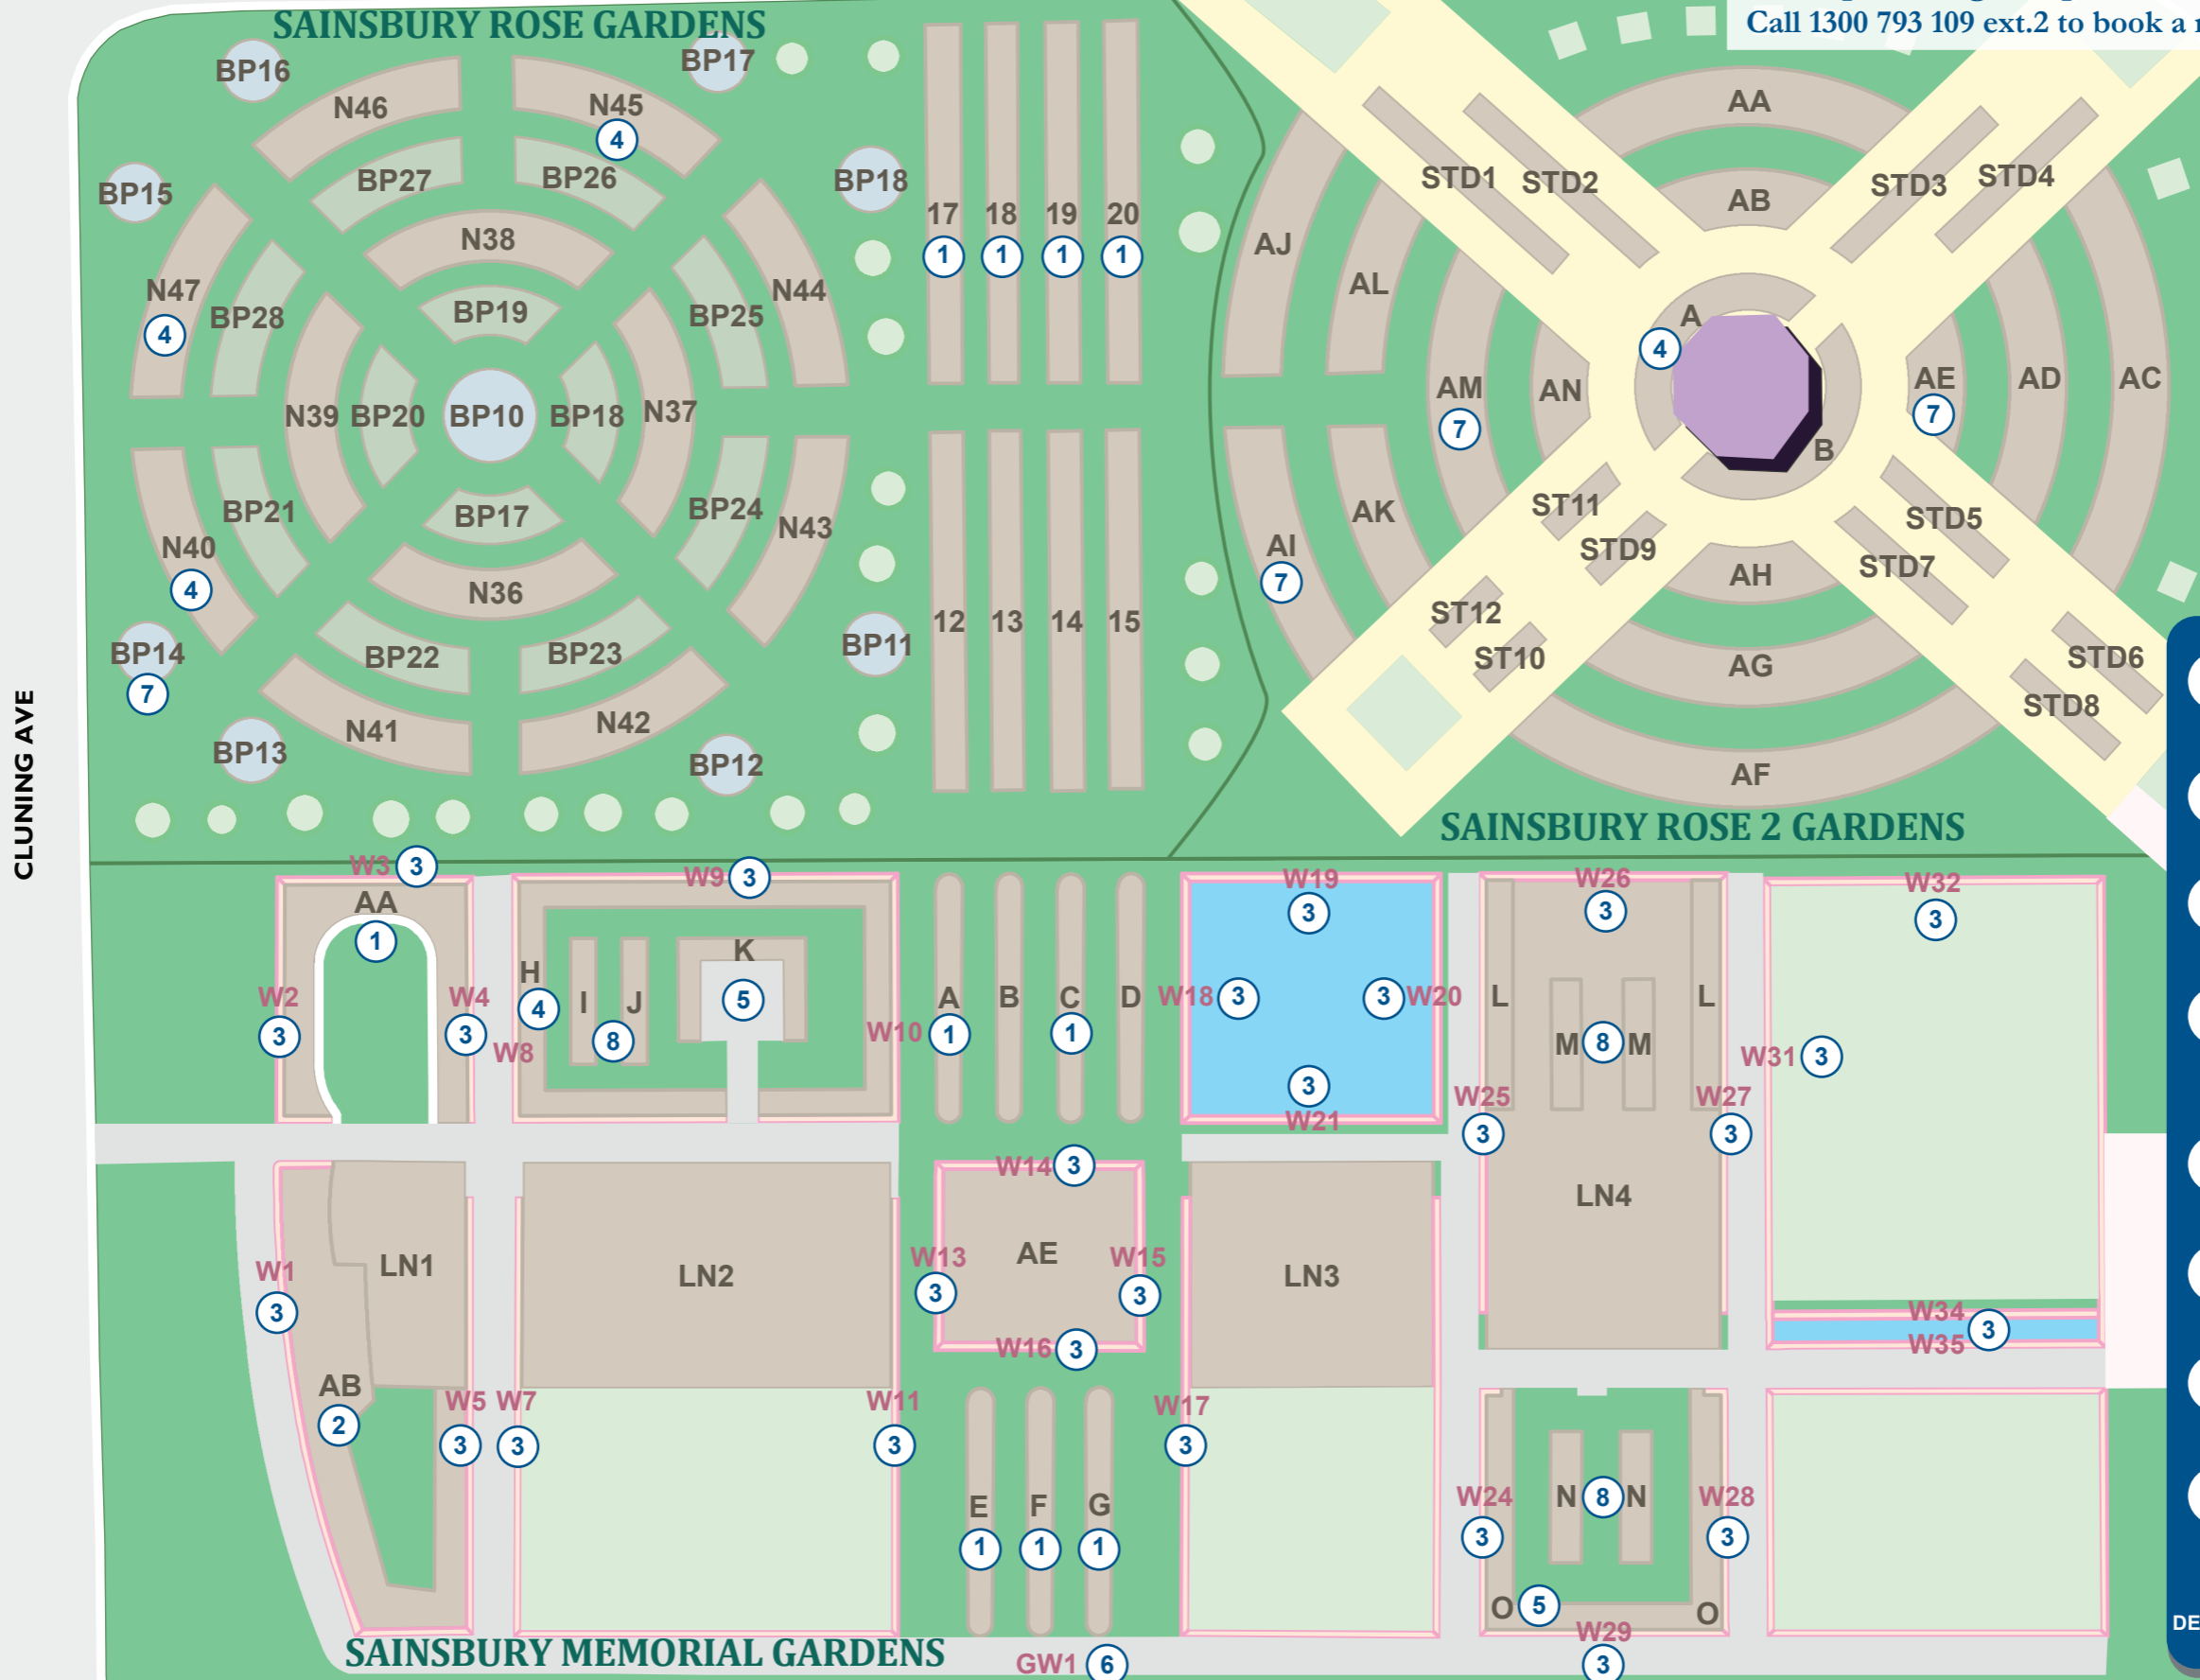 SAINSBURY ROSE GARDENS
Call 1300 793 109 ext.2 to book a
BP16
BP17
N46
N45
4
BP15
BP27
BP26
BP18
N38
N47
4
BP28
BP19
BP25
N44
N39
BP20
BP10
BP18
N37
BP21
BP17
BP24
N43
N40
4
N36
BP14
7
BP22
BP23
BP11
N41
N42
BP13
BP12
17 18 19 20
1 1 1 1
12 13 14 15
CLUNING AVE
AA
STD1 STD2
AB
STD3 STD4
AJ
AL
A
4
AM
7
AN
AE
7
AD
AC
B
ST11
STD9
STD5
STD7
AK
AI
7
AH
ST12
ST10
AG
STD6
STD8
AF
SAINSBURY ROSE 2 GARDENS
W3 3
AA
1
W2
3
W4
3
W9 3
H
4
I J
8
K
5
W8
W10
A B C D
1 1
W19
3
W18 3
3 W20
3
W21
W26
3
L L
M 8 M
W25
3
W27
3
LN4
W32
3
W31 3
W34
3
W35
W1
3
LN1
AB
2
W5
3
W7
3
LN2
W11
3
W14 3
W13
3
AE
W15
3
W16 3
LN3
W17
3
E F G
1 1 1
W24
3
N 8 N
W28
3
O 5 O
W29
3
SAINSBURY MEMORIAL GARDENS
GW1 6
DE